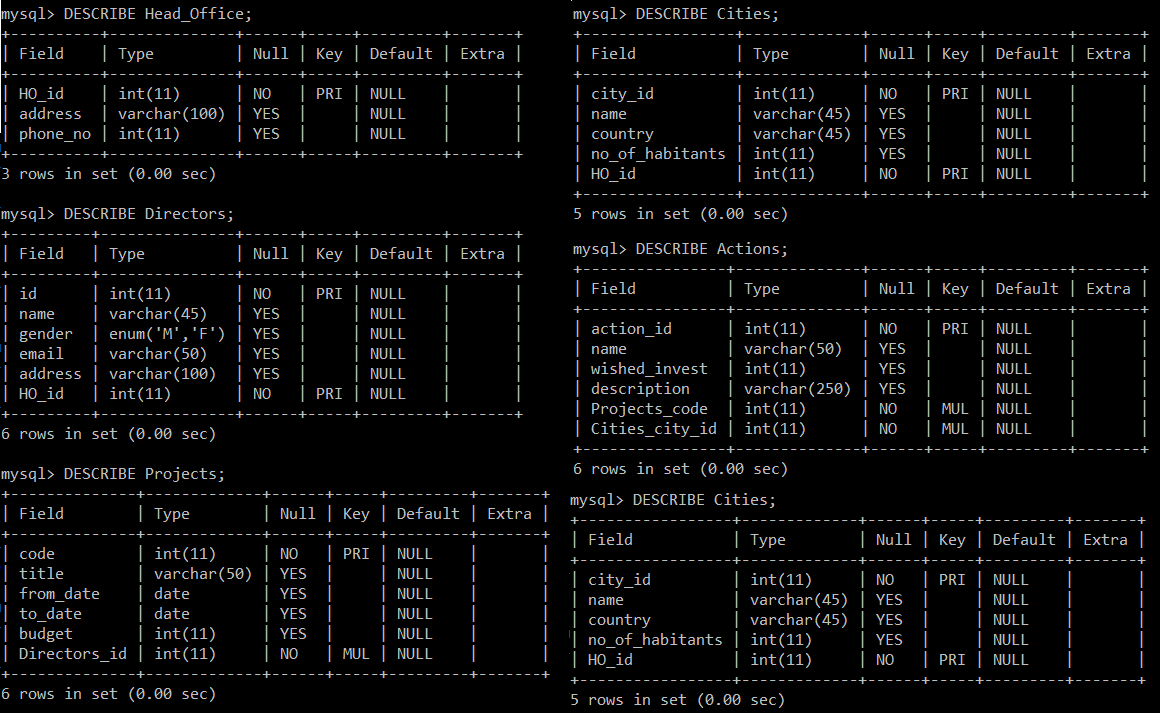 mysql> DESCRIBE Head_Office;
+----------+--------------+------+-----+---------+-------+
| Field    | Type         | Null | Key | Default | Extra |
+----------+--------------+------+-----+---------+-------+
| HO_id    | int(11)      | NO   | PRI | NULL    |       |
| address  | varchar(100) | YES  |     | NULL    |       |
| phone_no | int(11)      | YES  |     | NULL    |       |
+----------+--------------+------+-----+---------+-------+
3 rows in set (0.00 sec)
mysql> DESCRIBE Directors;
+---------+---------------+------+-----+---------+-------+
| Field   | Type          | Null | Key | Default | Extra |
+---------+---------------+------+-----+---------+-------+
| id      | int(11)       | NO   | PRI | NULL    |       |
| name    | varchar(45)   | YES  |     | NULL    |       |
| gender  | enum('M','F') | YES  |     | NULL    |       |
| email   | varchar(50)   | YES  |     | NULL    |       |
| address | varchar(100)  | YES  |     | NULL    |       |
| HO_id   | int(11)       | NO   | PRI | NULL    |       |
+---------+---------------+------+-----+---------+-------+
6 rows in set (0.00 sec)
mysql> DESCRIBE Projects;
+--------------+-------------+------+-----+---------+-------+
| Field        | Type        | Null | Key | Default | Extra |
+--------------+-------------+------+-----+---------+-------+
| code         | int(11)     | NO   | PRI | NULL    |       |
| title        | varchar(50) | YES  |     | NULL    |       |
| from_date    | date        | YES  |     | NULL    |       |
| to_date      | date        | YES  |     | NULL    |       |
| budget       | int(11)     | YES  |     | NULL    |       |
| Directors_id | int(11)     | NO   | MUL | NULL    |       |
+--------------+-------------+------+-----+---------+-------+
6 rows in set (0.00 sec)
mysql> DESCRIBE Cities;
+-----------------+-------------+------+-----+---------+-------+
| Field           | Type        | Null | Key | Default | Extra |
+-----------------+-------------+------+-----+---------+-------+
| city_id         | int(11)     | NO   | PRI | NULL    |       |
| name            | varchar(45) | YES  |     | NULL    |       |
| country         | varchar(45) | YES  |     | NULL    |       |
| no_of_habitants | int(11)     | YES  |     | NULL    |       |
| HO_id           | int(11)     | NO   | PRI | NULL    |       |
+-----------------+-------------+------+-----+---------+-------+
5 rows in set (0.00 sec)
mysql> DESCRIBE Actions;
+----------------+--------------+------+-----+---------+-------+
| Field          | Type         | Null | Key | Default | Extra |
+----------------+--------------+------+-----+---------+-------+
| action_id      | int(11)      | NO   | PRI | NULL    |       |
| name           | varchar(50)  | YES  |     | NULL    |       |
| wished_invest  | int(11)      | YES  |     | NULL    |       |
| description    | varchar(250) | YES  |     | NULL    |       |
| Projects_code  | int(11)      | NO   | MUL | NULL    |       |
| Cities_city_id | int(11)      | NO   | MUL | NULL    |       |
+----------------+--------------+------+-----+---------+-------+
6 rows in set (0.00 sec)
mysql> DESCRIBE Cities;
+-----------------+-------------+------+-----+---------+-------+
| Field           | Type        | Null | Key | Default | Extra |
+-----------------+-------------+------+-----+---------+-------+
| city_id         | int(11)     | NO   | PRI | NULL    |       |
| name            | varchar(45) | YES  |     | NULL    |       |
| country         | varchar(45) | YES  |     | NULL    |       |
| no_of_habitants | int(11)     | YES  |     | NULL    |       |
| HO_id           | int(11)     | NO   | PRI | NULL    |       |
+-----------------+-------------+------+-----+---------+-------+
5 rows in set (0.00 sec)